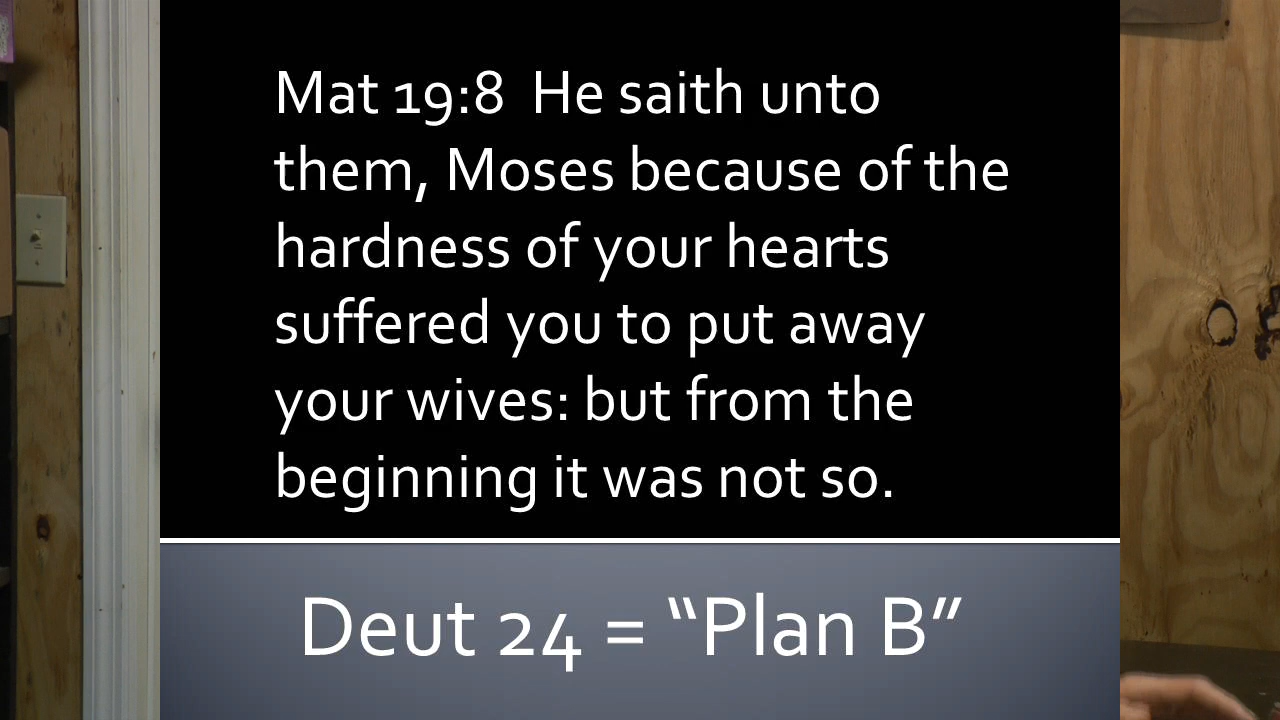 Mat 19:8  He saith unto
them, Moses because of the
hardness of your hearts
suffered you to put away
your wives: but from the
beginning it was not so.
Deut 24 = “Plan B”